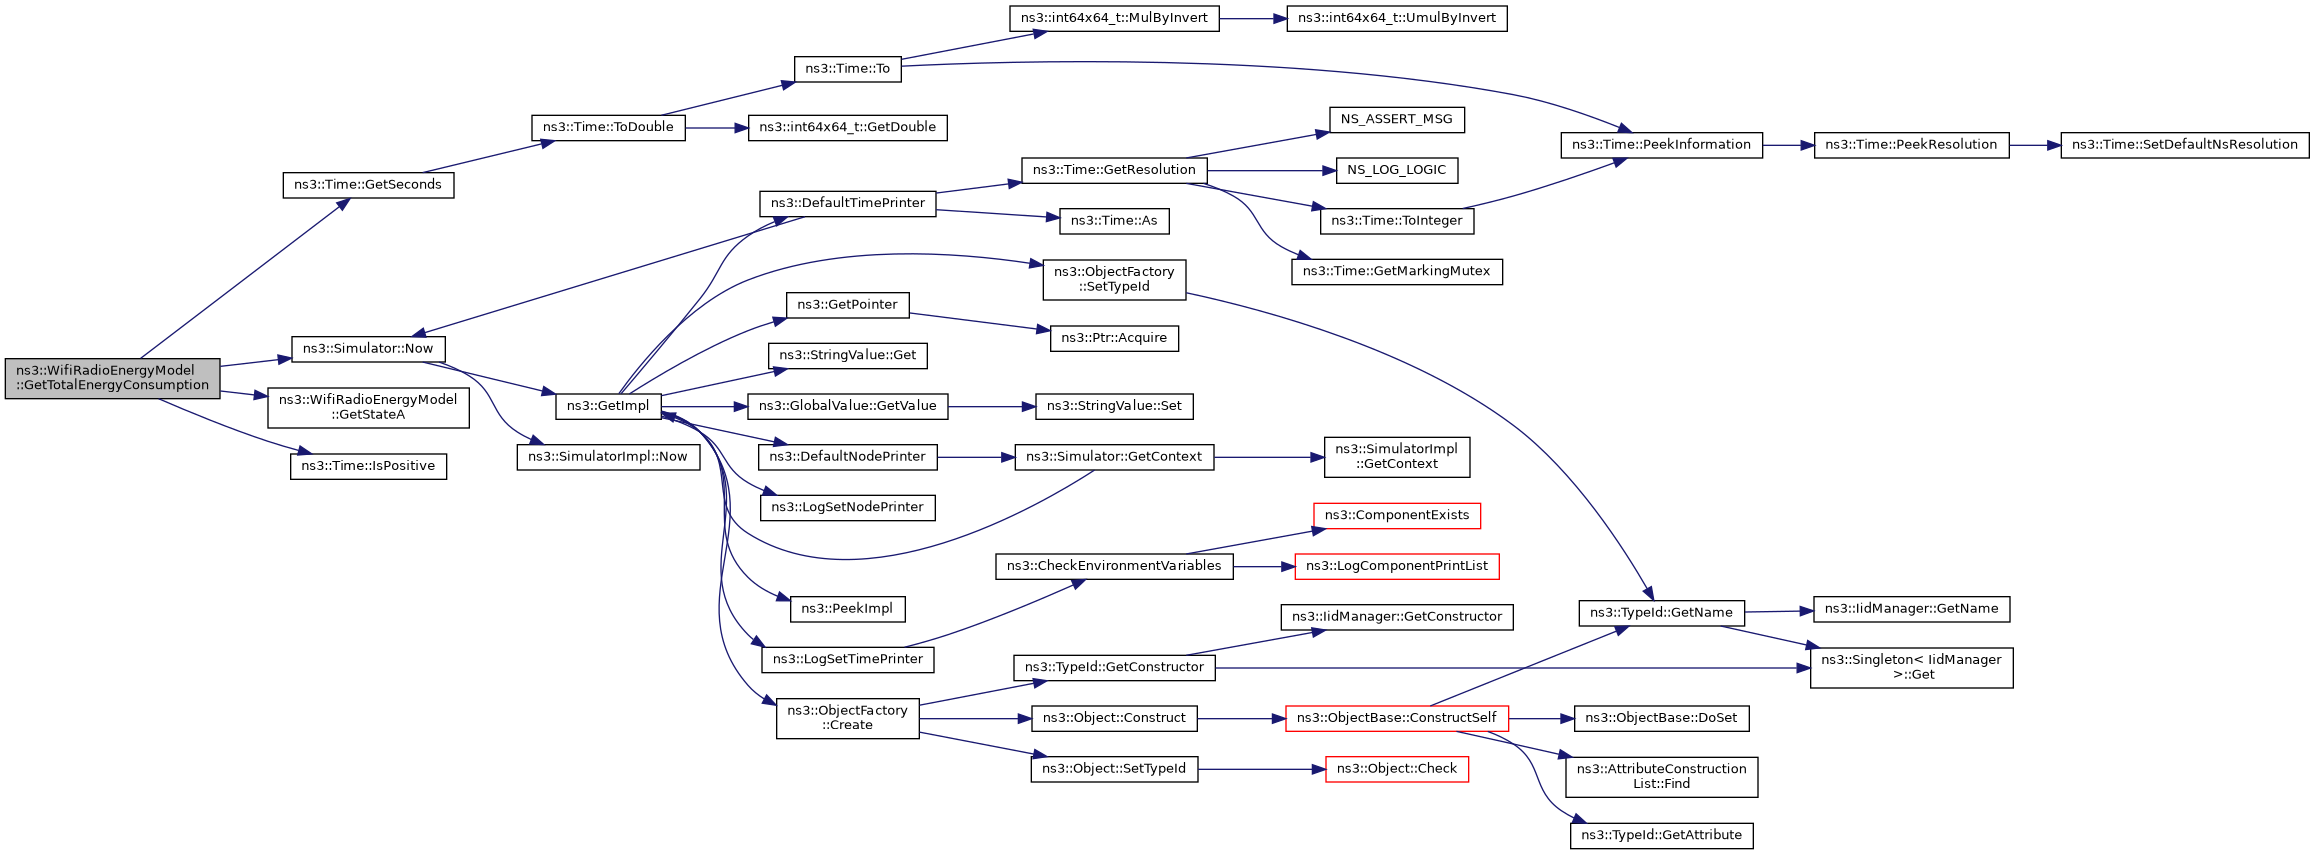 ns3::WifiRadioEnergyModel
::GetTotalEnergyConsumption
ns3::Time::GetSeconds
ns3::Simulator::Now
ns3::WifiRadioEnergyModel
::GetStateA
ns3::Time::IsPositive
ns3::Time::ToDouble
ns3::GetImpl
ns3::SimulatorImpl::Now
ns3::Time::To
ns3::int64x64_t::GetDouble
ns3::DefaultTimePrinter
ns3::GetPointer
ns3::StringValue::Get
ns3::GlobalValue::GetValue
ns3::DefaultNodePrinter
ns3::LogSetNodePrinter
ns3::PeekImpl
ns3::LogSetTimePrinter
ns3::ObjectFactory
::Create
ns3::int64x64_t::MulByInvert
ns3::Time::GetResolution
ns3::Time::As
ns3::ObjectFactory
::SetTypeId
ns3::Ptr::Acquire
ns3::StringValue::Set
ns3::Simulator::GetContext
ns3::CheckEnvironmentVariables
ns3::TypeId::GetConstructor
ns3::Object::Construct
ns3::Object::SetTypeId
ns3::int64x64_t::UmulByInvert
NS_ASSERT_MSG
NS_LOG_LOGIC
ns3::Time::ToInteger
ns3::Time::GetMarkingMutex
ns3::SimulatorImpl
::GetContext
ns3::ComponentExists
ns3::LogComponentPrintList
ns3::IidManager::GetConstructor
ns3::ObjectBase::ConstructSelf
ns3::Object::Check
ns3::Time::PeekInformation
ns3::TypeId::GetName
ns3::ObjectBase::DoSet
ns3::AttributeConstruction
List::Find
ns3::TypeId::GetAttribute
ns3::Time::PeekResolution
ns3::IidManager::GetName
ns3::Singleton< IidManager
>::Get
ns3::Time::SetDefaultNsResolution